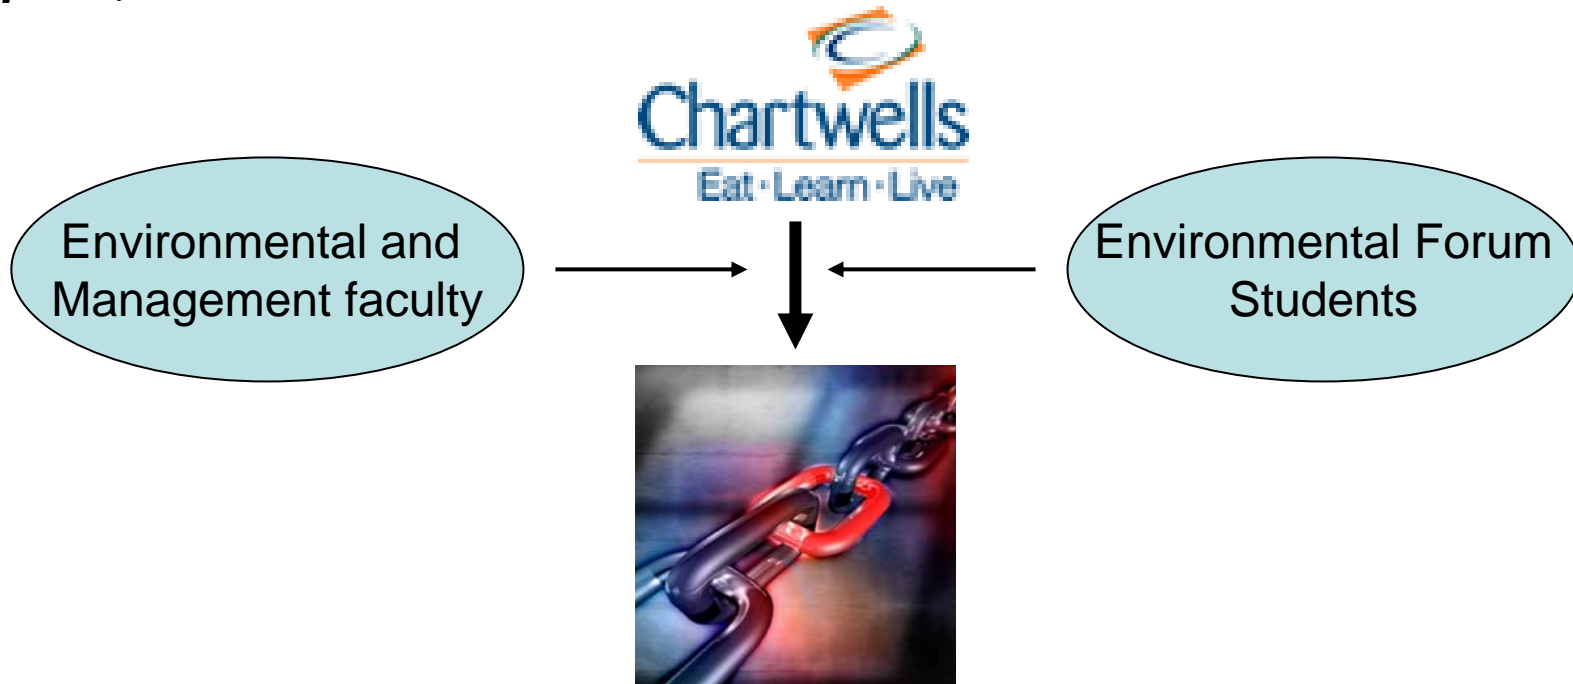 Chartwells
Eat·Learn·Live
Environmental and
Management faculty
Environmental Forum
Students